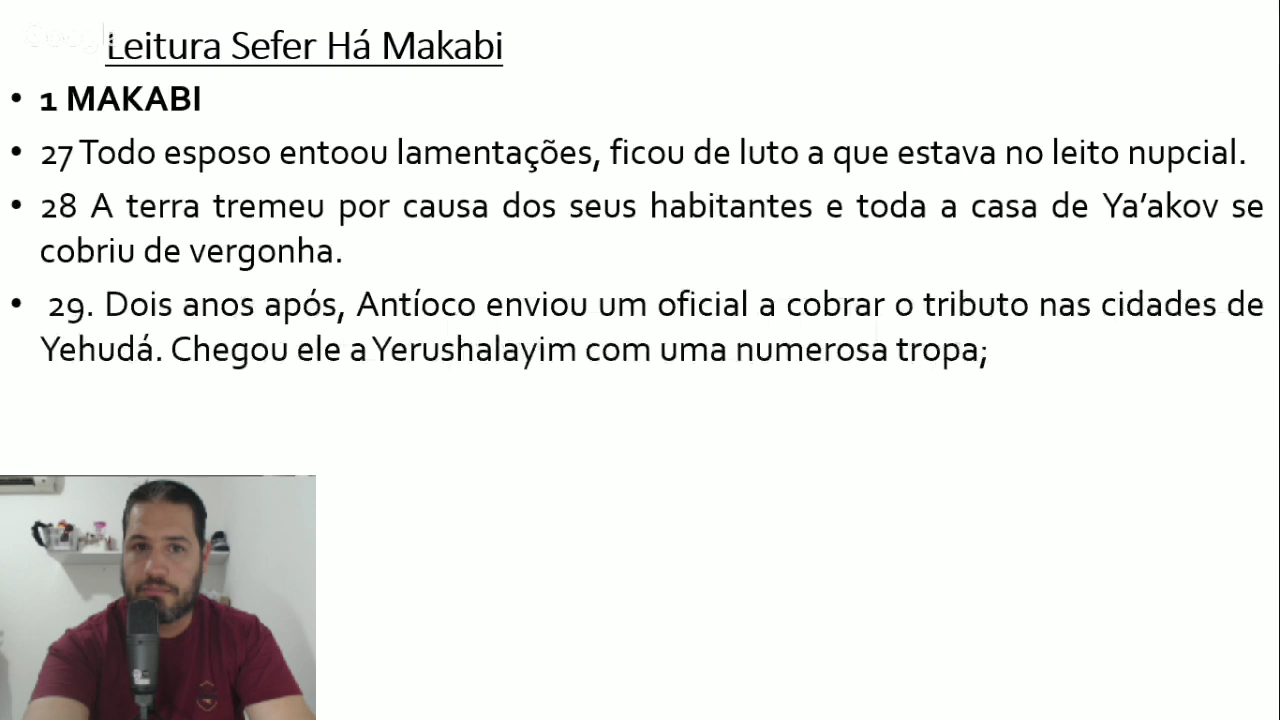 Google
Leitura Sefer Há Makabi
• 1 MAKABI
• 27 Todo esposo entoou lamentações, ficou de luto a que estava no leito nupcial.
• 28 A terra tremeu por causa dos seus habitantes e toda a casa de Ya’akov se
cobriu de vergonha.
• 29. Dois anos após, Antíoco enviou um oficial a cobrar o tributo nas cidades de
Yehudá. Chegou ele a Yerushalayim com uma numerosa tropa;